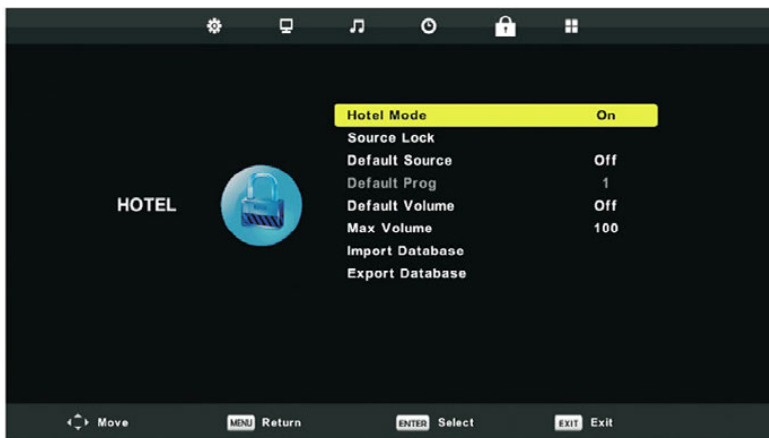 HOTEL
Hotel Mode On
Source Lock
Default Source Off
Default Prog 1
Default Volume Off
Max Volume 100
Import Database
Export Database
Move MENU Return ENTER Select EXIT Exit